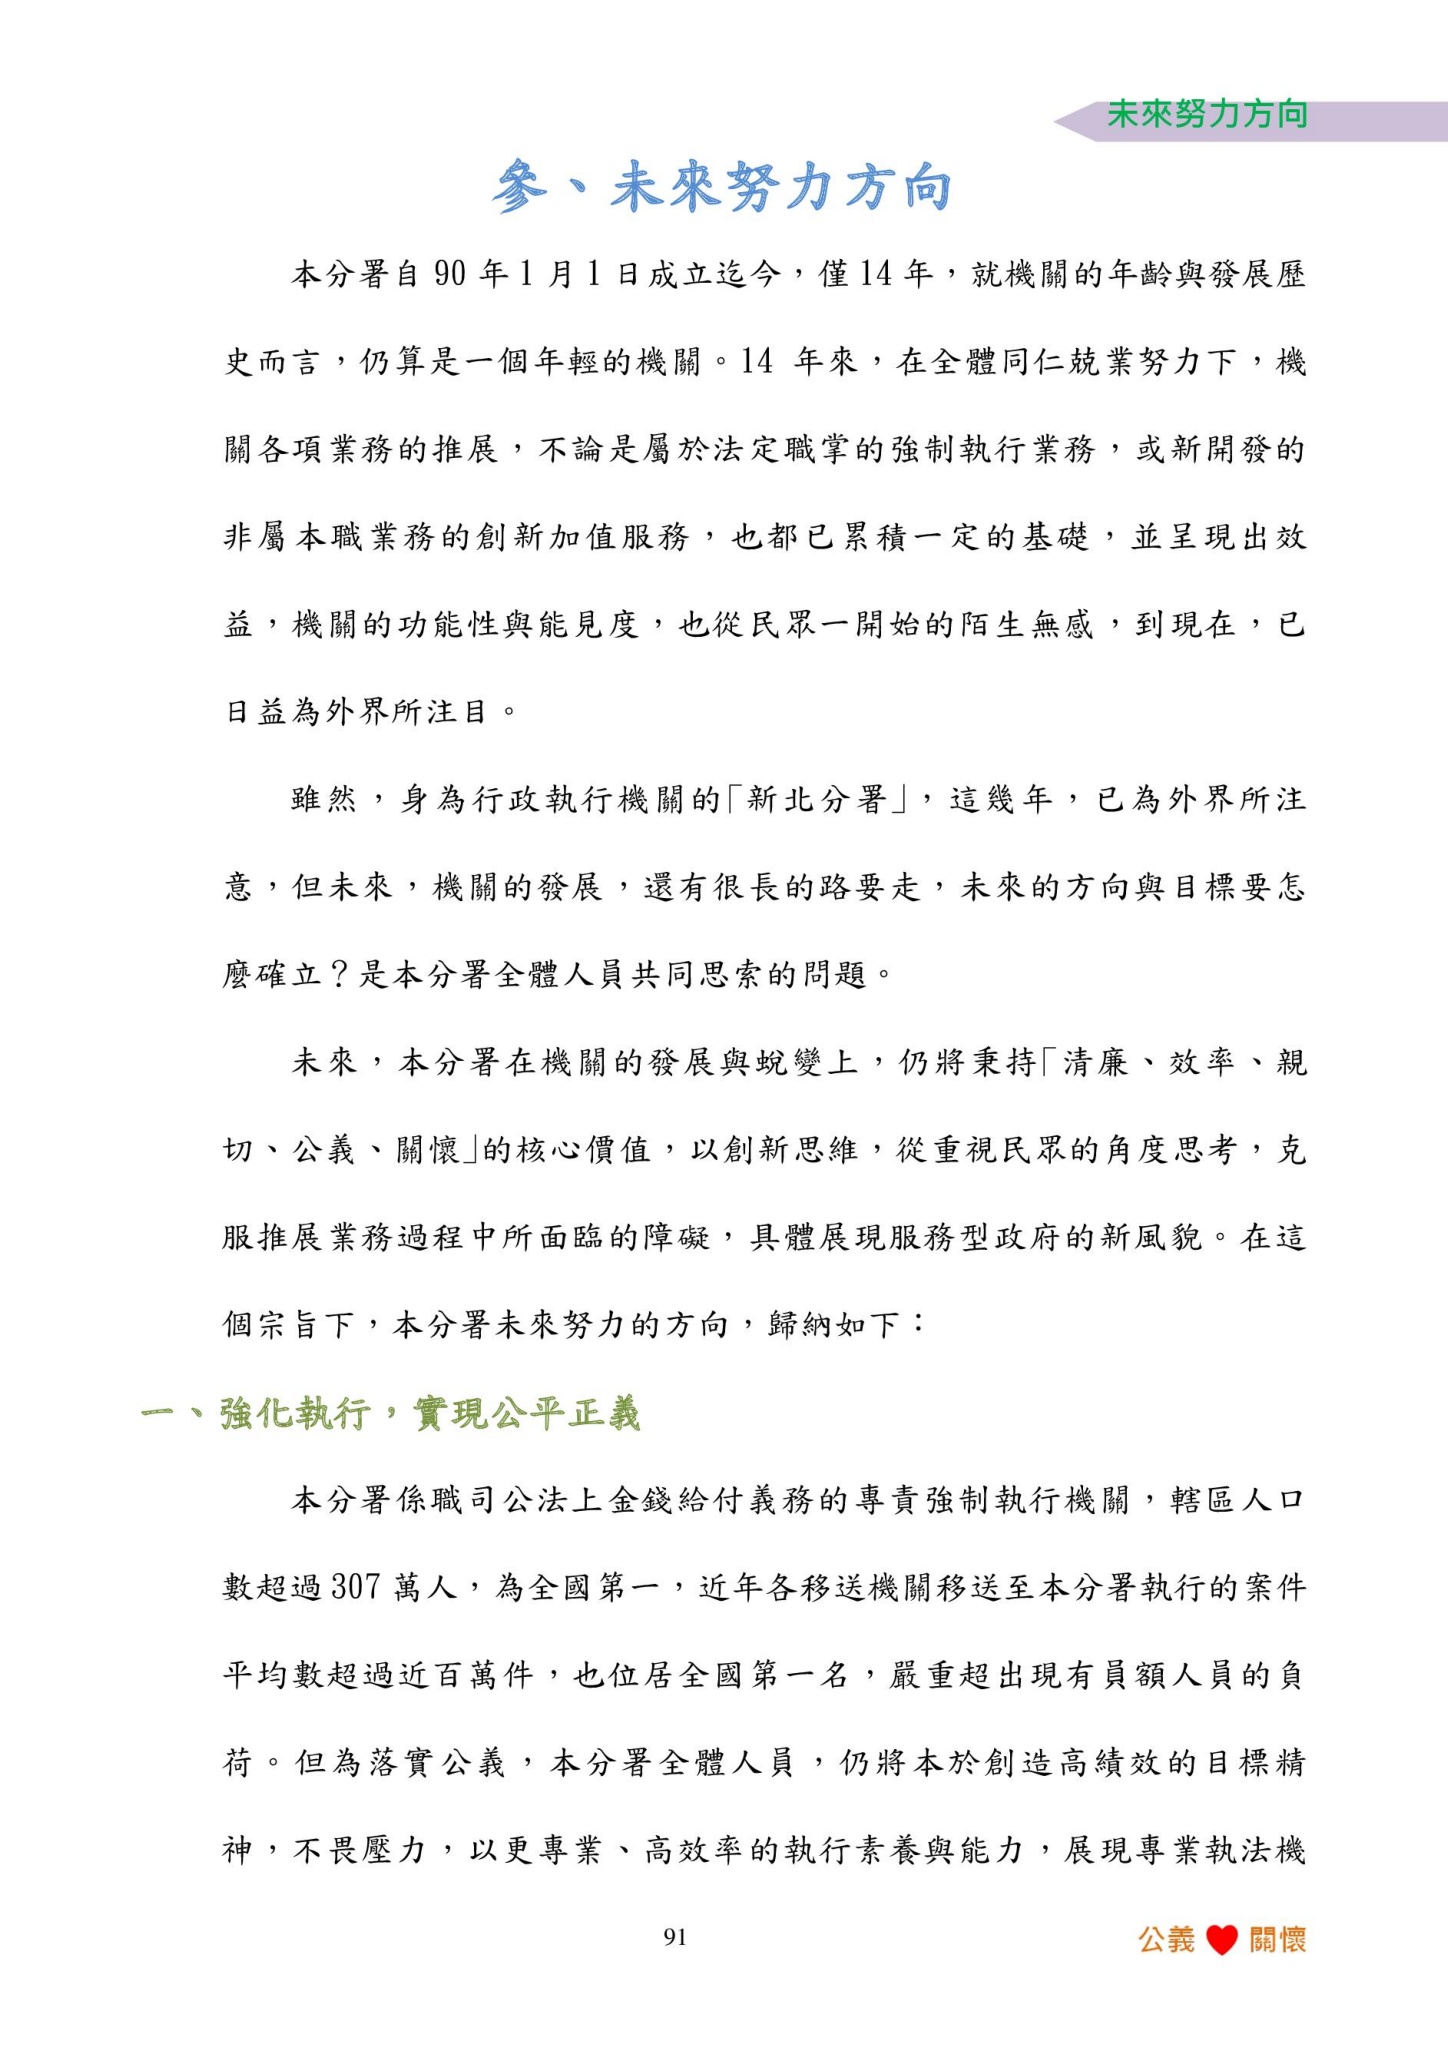 未來努力方向
參、未來努力方向
本分署自 90 年 1 月 1 日成立迄今，僅 14 年，就機關的年齡與發展歷
史而言，仍算是一個年輕的機關。14 年來，在全體同仁兢業努力下，機
關各項業務的推展，不論是屬於法定職掌的強制執行業務，或新開發的
非屬本職業務的創新加值服務，也都已累積一定的基礎，並呈現出效
益，機關的功能性與能見度，也從民眾一開始的陌生無感，到現在，已
日益為外界所注目。
雖然，身為行政執行機關的「新北分署」，這幾年，已為外界所注
意，但未來，機關的發展，還有很長的路要走，未來的方向與目標要怎
麼確立？是本分署全體人員共同思索的問題。
未來，本分署在機關的發展與蛻變上，仍將秉持「清廉、效率、親
切、公義、關懷」的核心價值，以創新思維，從重視民眾的角度思考，克
服推展業務過程中所面臨的障礙，具體展現服務型政府的新風貌。在這
個宗旨下，本分署未來努力的方向，歸納如下：
一、強化執行，實現公平正義
本分署係職司公法上金錢給付義務的專責強制執行機關，轄區人口
數超過 307 萬人，為全國第一，近年各移送機關移送至本分署執行的案件
平均數超過近百萬件，也位居全國第一名，嚴重超出現有員額人員的負
荷。但為落實公義，本分署全體人員，仍將本於創造高績效的目標精
神，不畏壓力，以更專業、高效率的執行素養與能力，展現專業執法機
91
公義 ♥ 關懷